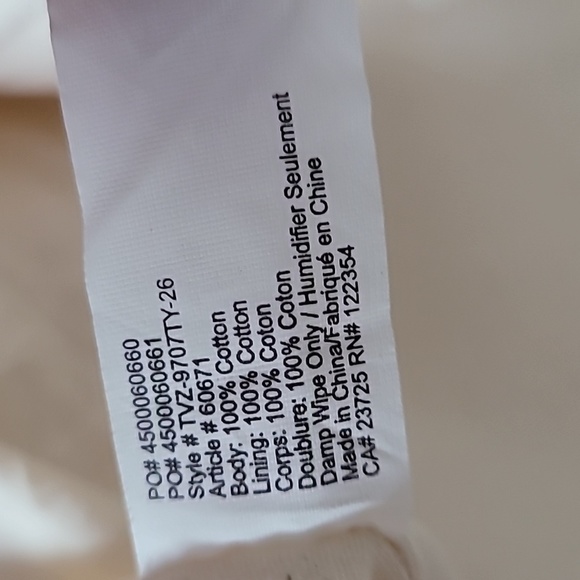 PO# 4500060660
PO# 4500060661
Style # TVZ-9707TY-26
Article # 60671
Body: 100% Cotton
Lining: 100% Cotton
Corps: 100% Coton
Doublure: 100% Coton
Damp Wipe Only / Humidifier Seulement
Made in China/Fabriqué en Chine
CA# 23725 RN# 122354